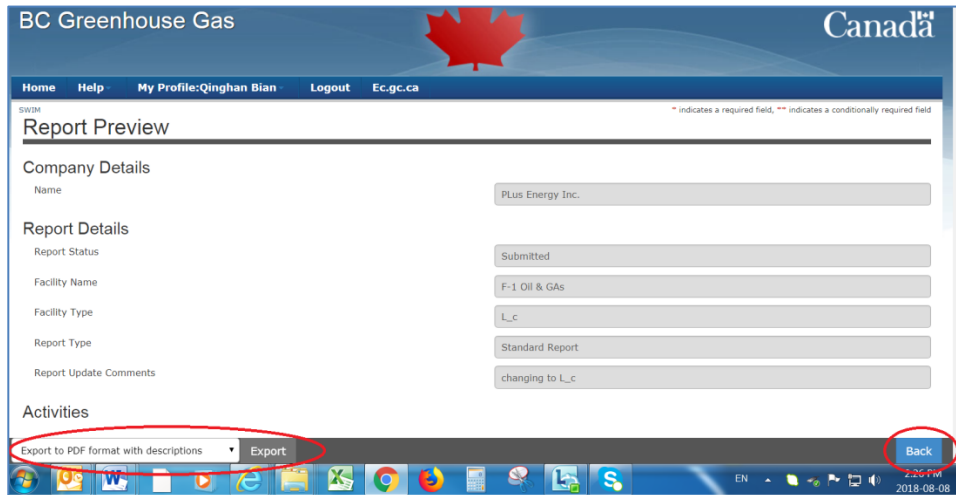 BC Greenhouse Gas
Canada
Home Help My Profile:Qinghan Bian Logout Ec.gc.ca
SWIM
* indicates a required field, ** indicates a conditionally required field
Report Preview
Company Details
Name PLus Energy Inc.
Report Details
Report Status Submitted
Facility Name F-1 Oil & GAs
Facility Type L_c
Report Type Standard Report
Report Update Comments changing to L_c
Activities
Export to PDF format with descriptions Export Back
EN 2:26 PM
2018-08-08